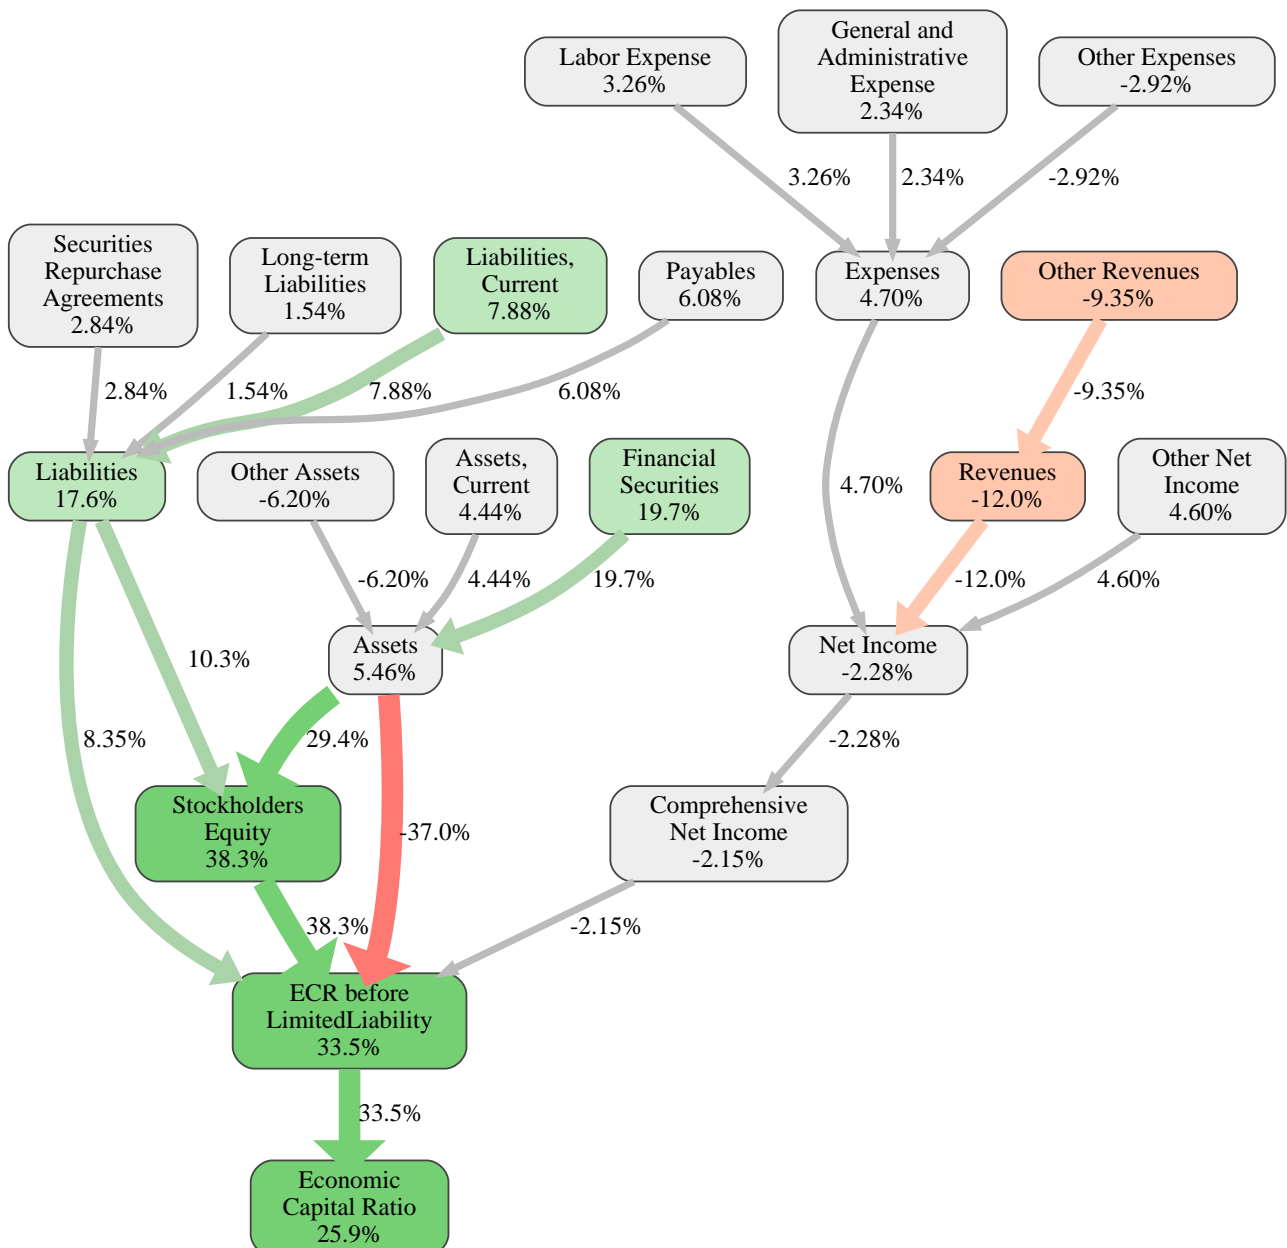 Labor Expense
3.26%
General and
Administrative
Expense
2.34%
Other Expenses
-2.92%
3.26%
2.34%
-2.92%
Securities
Repurchase
Agreements
2.84%
Long-term
Liabilities
1.54%
Liabilities,
Current
7.88%
Payables
6.08%
Expenses
4.70%
Other Revenues
-9.35%
2.84%
1.54%
7.88%
6.08%
-9.35%
Liabilities
17.6%
Other Assets
-6.20%
Assets,
Current
4.44%
Financial
Securities
19.7%
4.70%
Revenues
-12.0%
Other Net
Income
4.60%
-6.20%
4.44%
19.7%
-12.0%
4.60%
10.3%
Assets
5.46%
Net Income
-2.28%
8.35%
29.4%
-2.28%
Stockholders
Equity
38.3%
-37.0%
Comprehensive
Net Income
-2.15%
38.3%
-2.15%
ECR before
LimitedLiability
33.5%
33.5%
Economic
Capital Ratio
25.9%